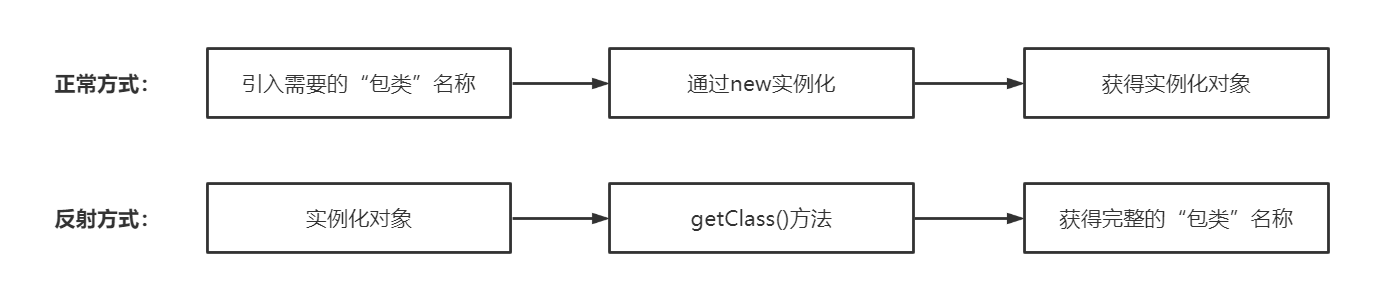 正常方式：
引入需要的“包类”名称
通过new实例化
获得实例化对象
反射方式：
实例化对象
getClass()方法
获得完整的“包类”名称